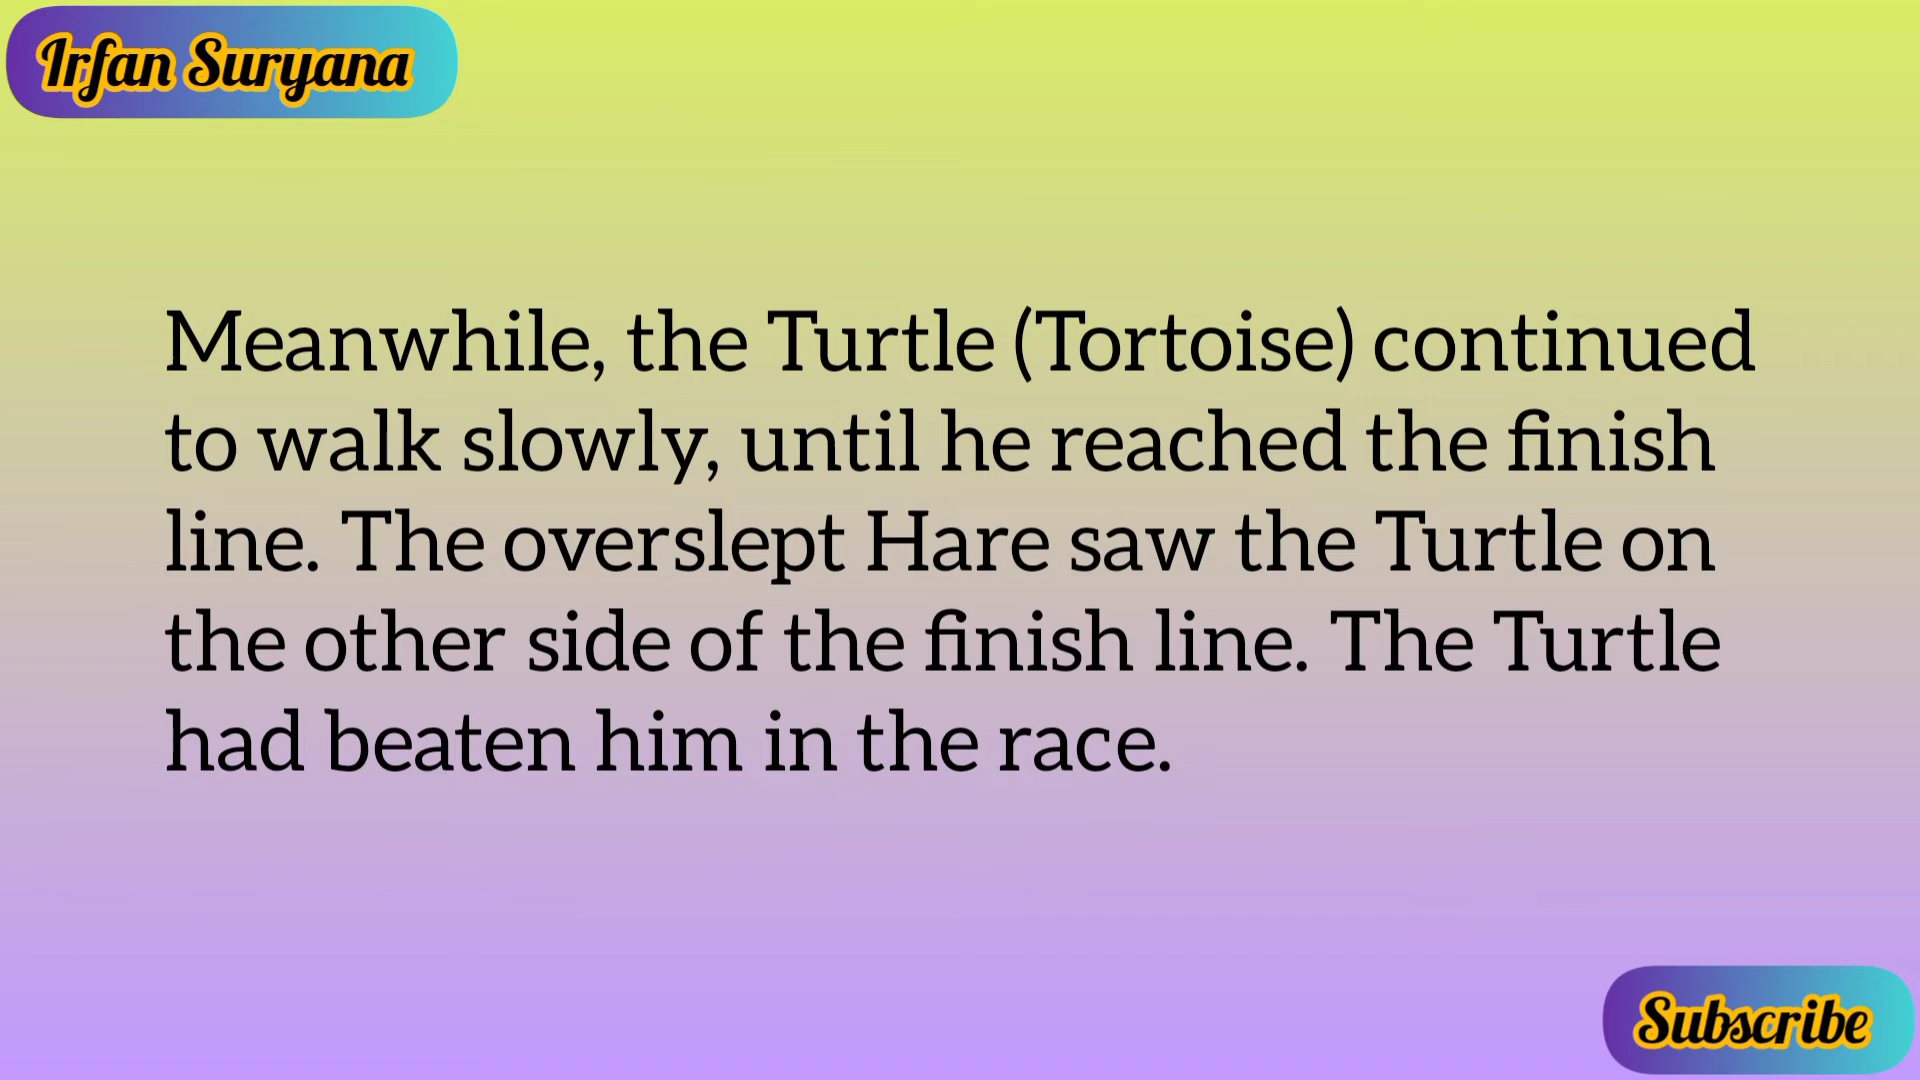 Irfan Suryana
Meanwhile, the Turtle (Tortoise) continued
to walk slowly, until he reached the finish
line. The overslept Hare saw the Turtle on
the other side of the finish line. The Turtle
had beaten him in the race.
Subscribe